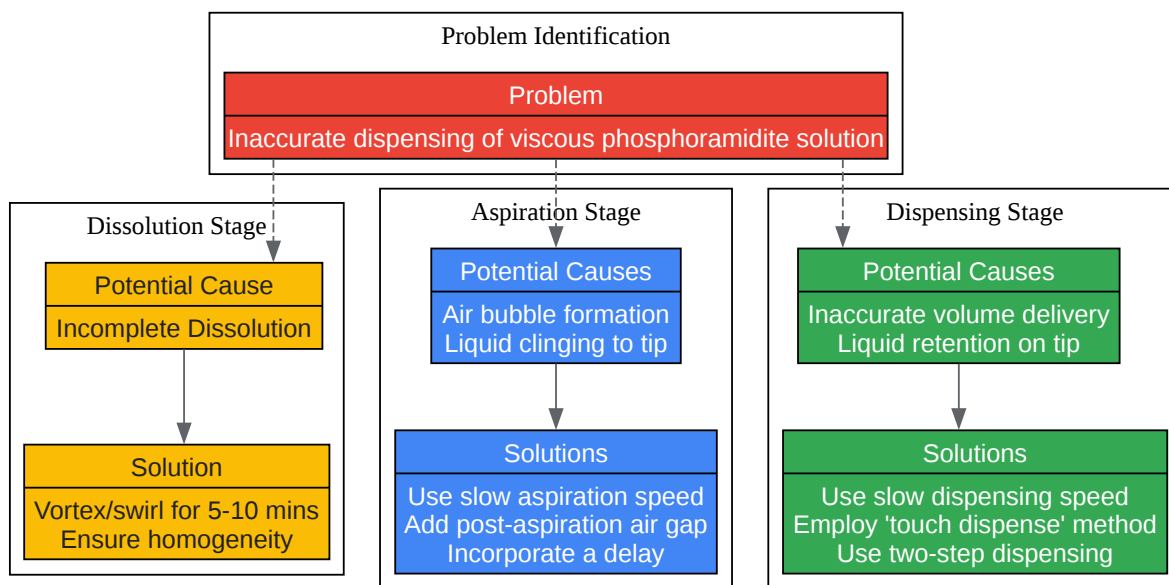 Problem Identification
Problem
Inaccurate dispensing of viscous phosphoramidite solution
Dissolution Stage
Potential Cause
Incomplete Dissolution
Solution
Vortex/swirl for 5-10 mins
Ensure homogeneity
Aspiration Stage
Potential Causes
Air bubble formation
Liquid clinging to tip
Solutions
Use slow aspiration speed
Add post-aspiration air gap
Incorporate a delay
Dispensing Stage
Potential Causes
Inaccurate volume delivery
Liquid retention on tip
Solutions
Use slow dispensing speed
Employ 'touch dispense' method
Use two-step dispensing